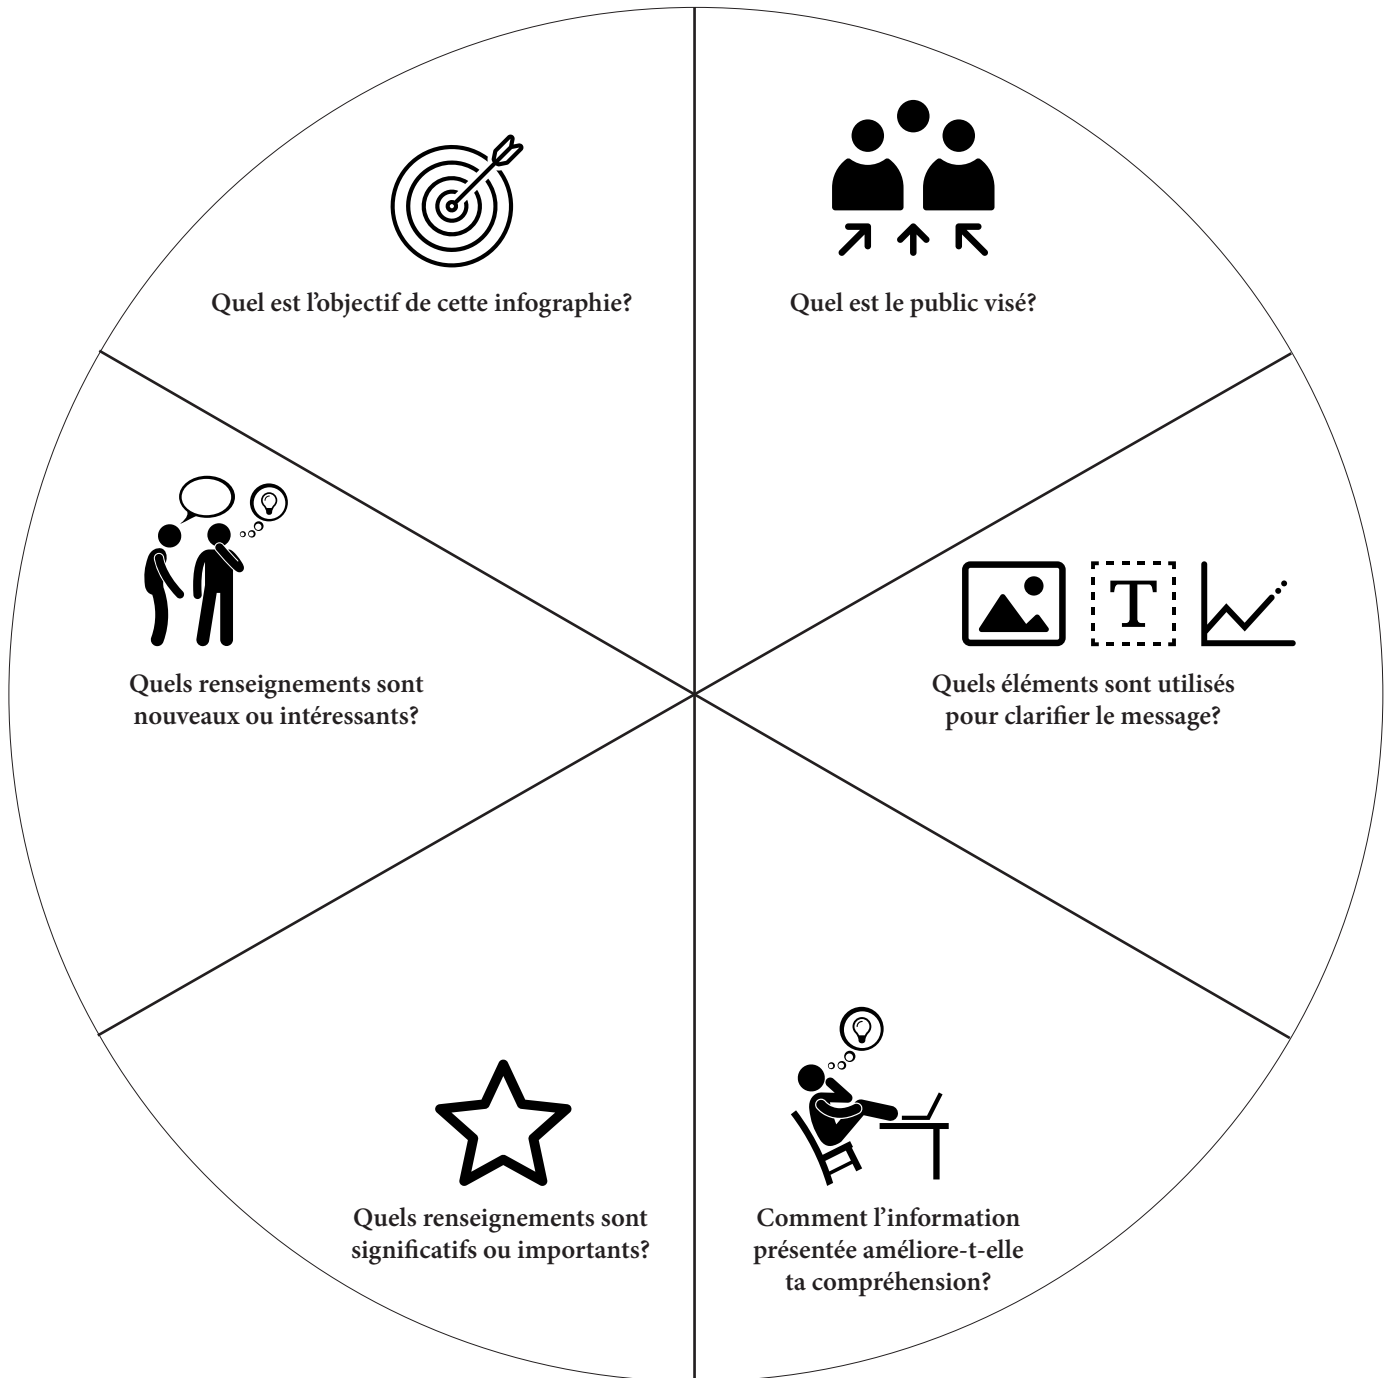 Quel est l’objectif de cette infographie?
Quel est le public visé?
Quels renseignements sont
nouveaux ou intéressants?
T
Quels éléments sont utilisés
pour clarifier le message?
Quels renseignements sont
significatifs ou importants?
Comment l’information
présentée améliore-t-elle
ta compréhension?